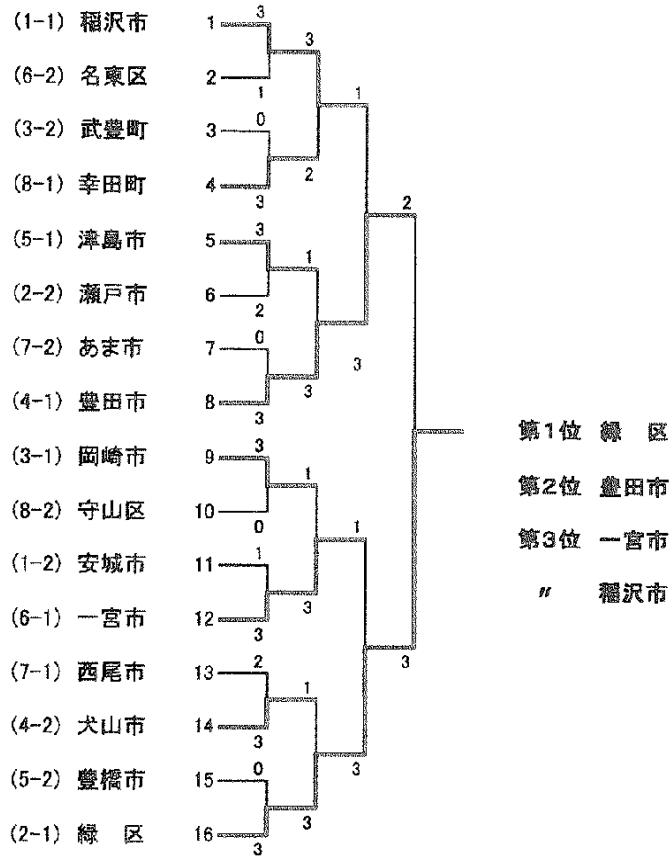 (1-1) 稲沢市 1 3
3
(6-2) 名東区 2 1
1
(3-2) 武豊町 3 0
2
(8-1) 幸田町 4 3
2
(5-1) 津島市 5 3
1
(2-2) 瀬戸市 6 2
(7-2) あま市 7 0
3
(4-1) 豊田市 8 3
3
第1位 緑 区
(3-1) 岡崎市 9 3
1
第2位 豊田市
(8-2) 守山区 10 0
1
第3位 一宮市
(1-2) 安城市 11 1
〃 稲沢市
(6-1) 一宮市 12 3
3
(7-1) 西尾市 13 2
3
1
(4-2) 犬山市 14 3
(5-2) 豊橋市 15 0
3
(2-1) 緑 区 16 3
3